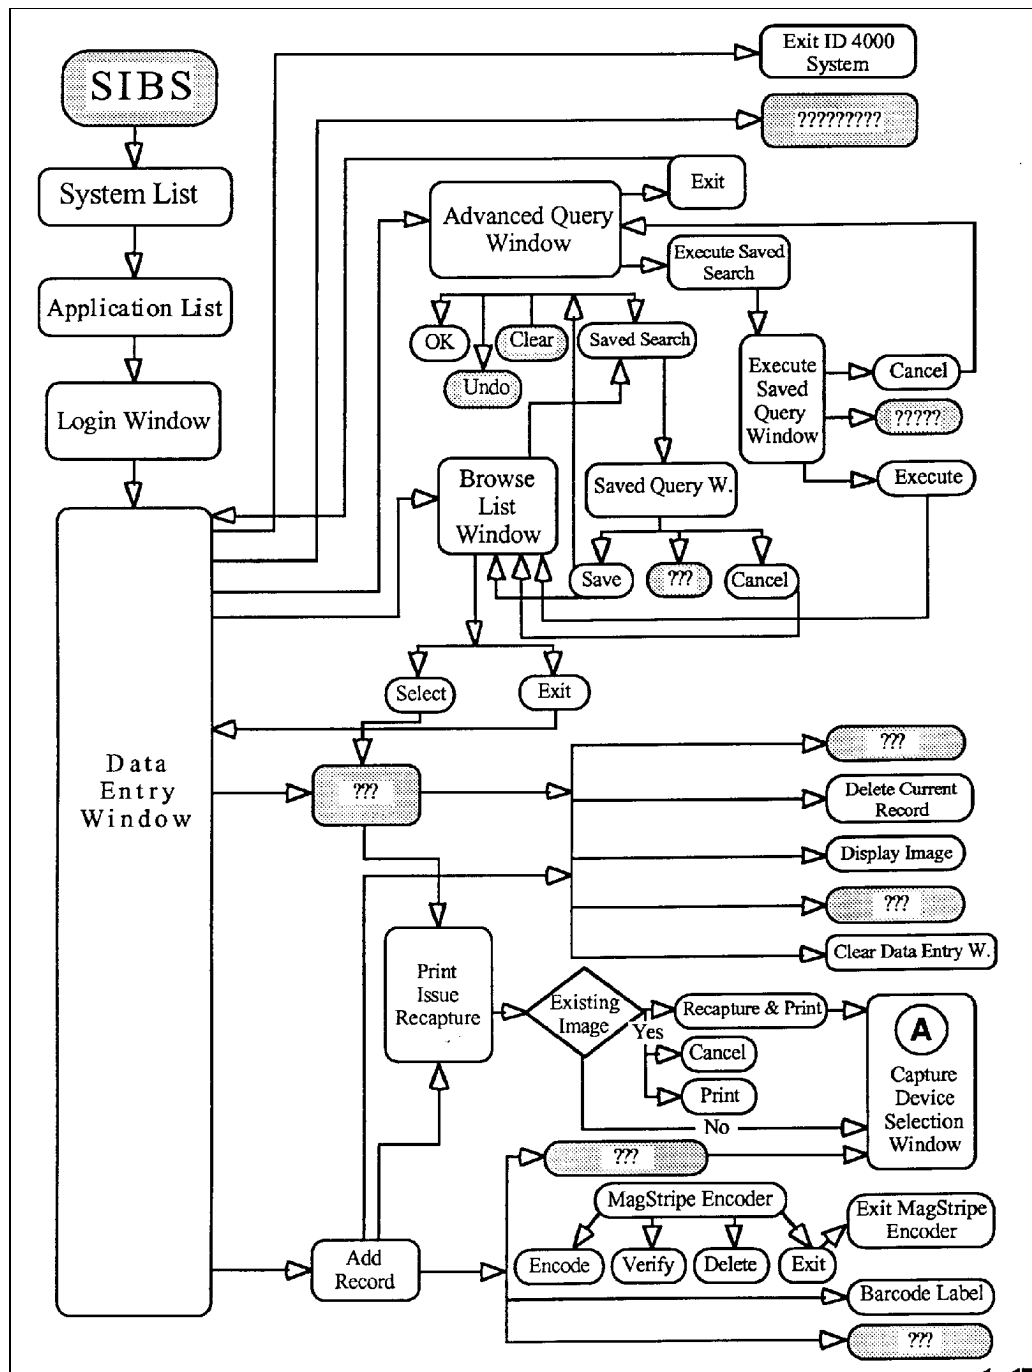 SIBS
System List
Application List
Login Window
Data
Entry
Window
Exit ID 4000
System
?????????
Exit
Advanced Query
Window
Execute Saved
Search
OK
Undo
Clear
Saved Search
Execute
Saved
Query
Window
Cancel
?????
Execute
Browse
List
Window
Saved Query W.
Save
???
Cancel
Select
Exit
???
???
Delete Current
Record
Display Image
???
Clear Data Entry W.
Print
Issue
Recapture
Existing
Image
Yes
No
Recapture & Print
Cancel
Print
A
Capture
Device
Selection
Window
???
MagStripe Encoder
Encode
Verify
Delete
Exit
Exit MagStripe
Encoder
Add
Record
Barcode Label
???